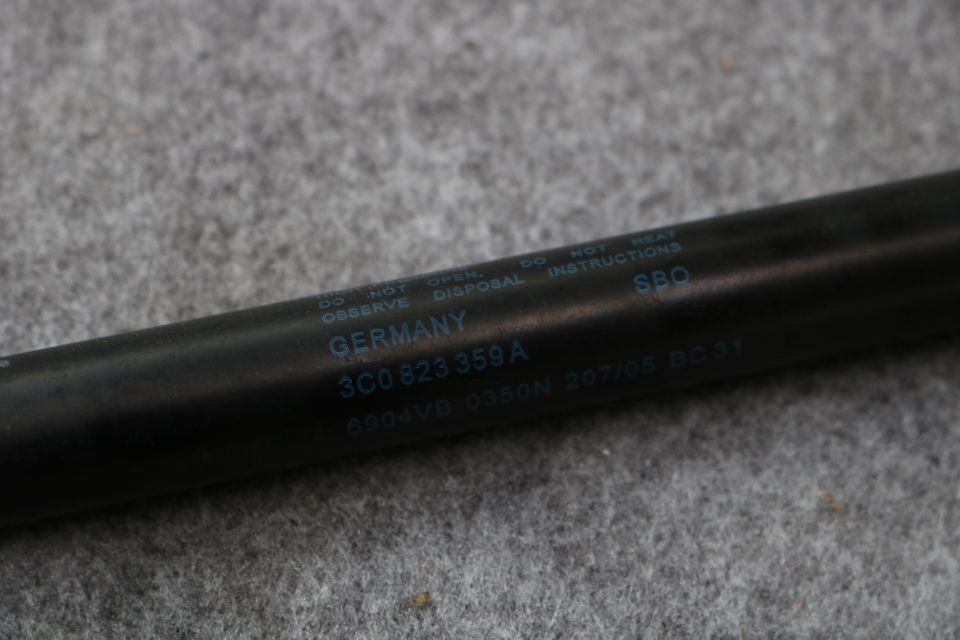 DO NOT OPEN. DO NOT HEAT
OBSERVE DISPOSAL INSTRUCTIONS
GERMANY SBO
3C0 823 359 A
6904VB 0350N 207/05 BC 31